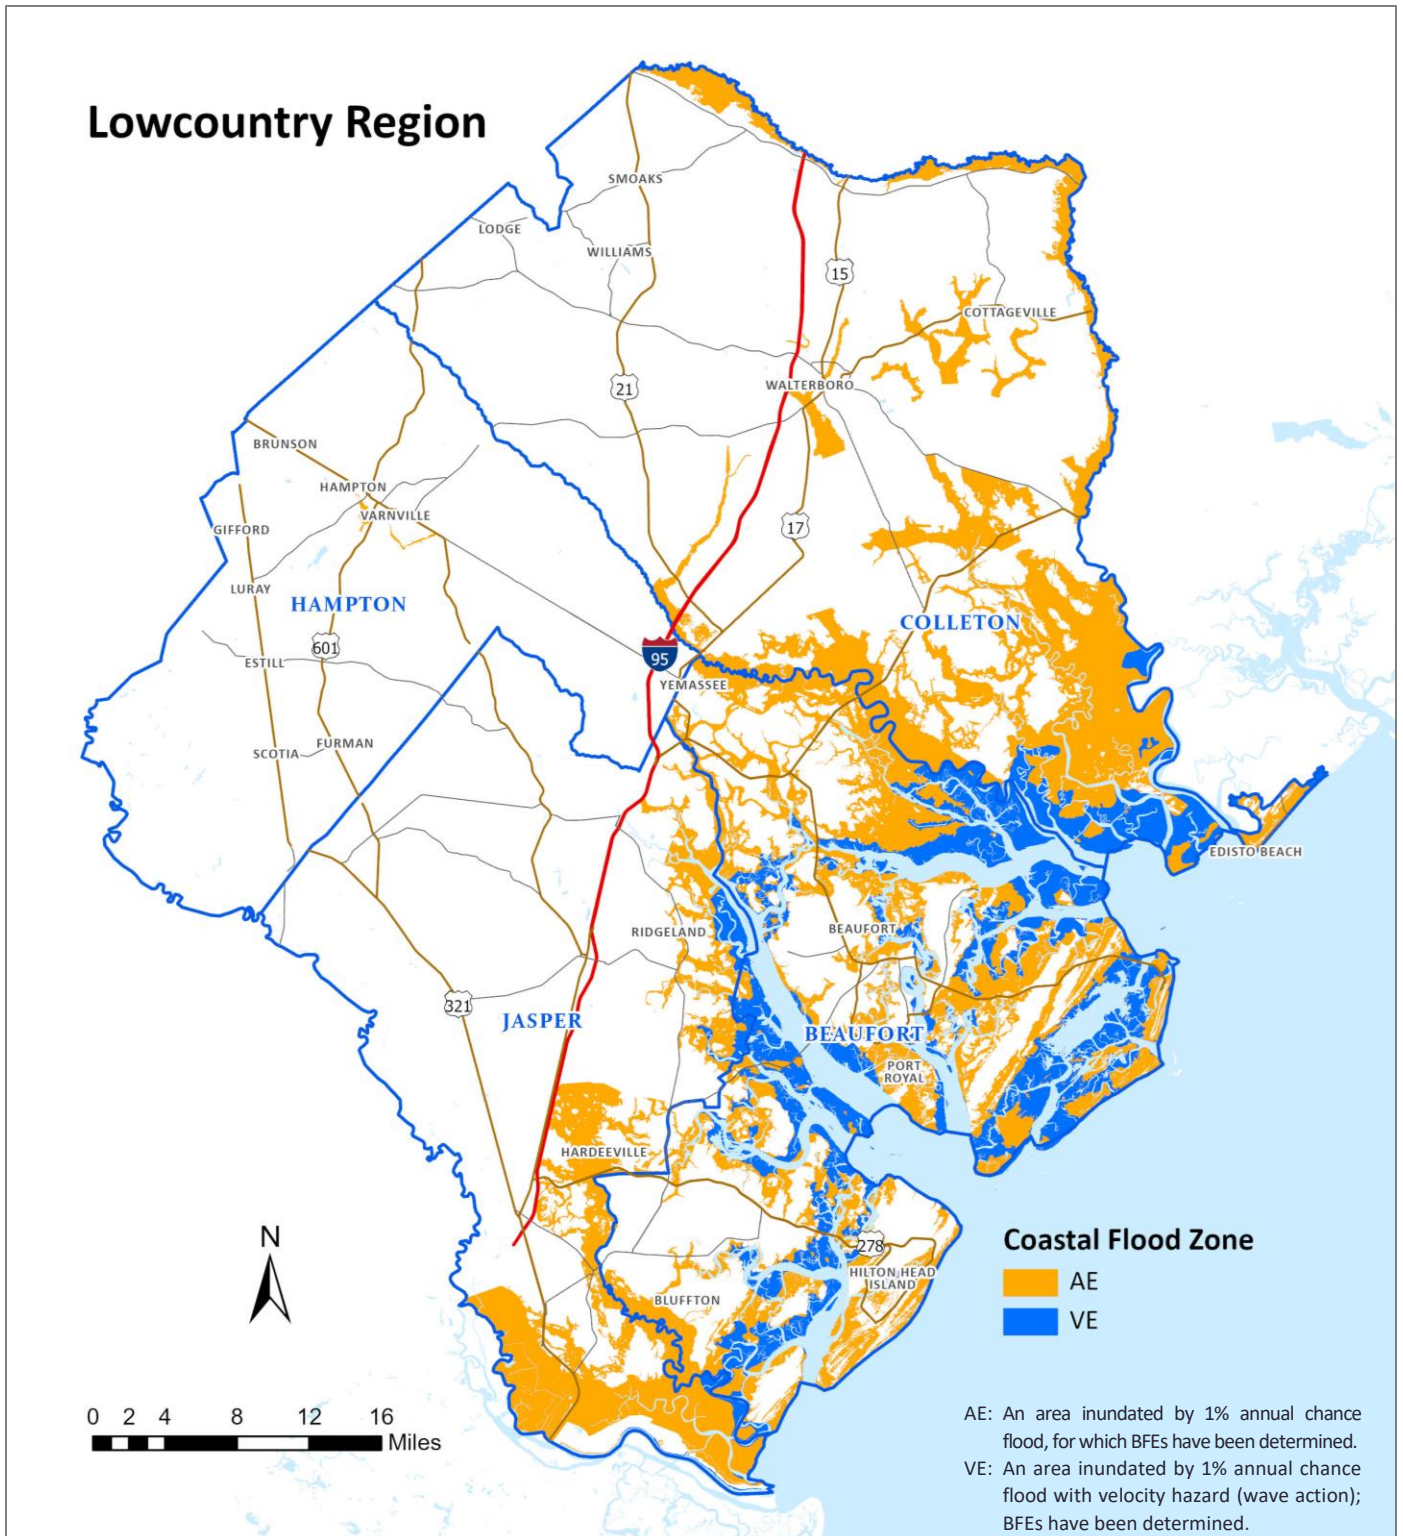 Lowcountry Region
SMOAKS
LODGE
WILLIAMS
15
COTTAGEVILLE
21
WALTERBORO
BRUNSON
HAMPTON
VARNVILLE
GIFFORD
17
LURAY
HAMPTON
COLLETON
601
95
ESTILL
YEMASSEE
SCOTIA
FURMAN
EDISTO BEACH
RIDGELAND
BEAUFORT
321
JASPER
BEAUFORT
PORT
ROYAL
HARDEEVILLE
N
278
HILTON HEAD
ISLAND
BLUFFTON
Coastal Flood Zone
AE
VE
0 2 4 8 12 16
Miles
AE: An area inundated by 1% annual chance
flood, for which BFEs have been determined.
VE: An area inundated by 1% annual chance
flood with velocity hazard (wave action);
BFEs have been determined.